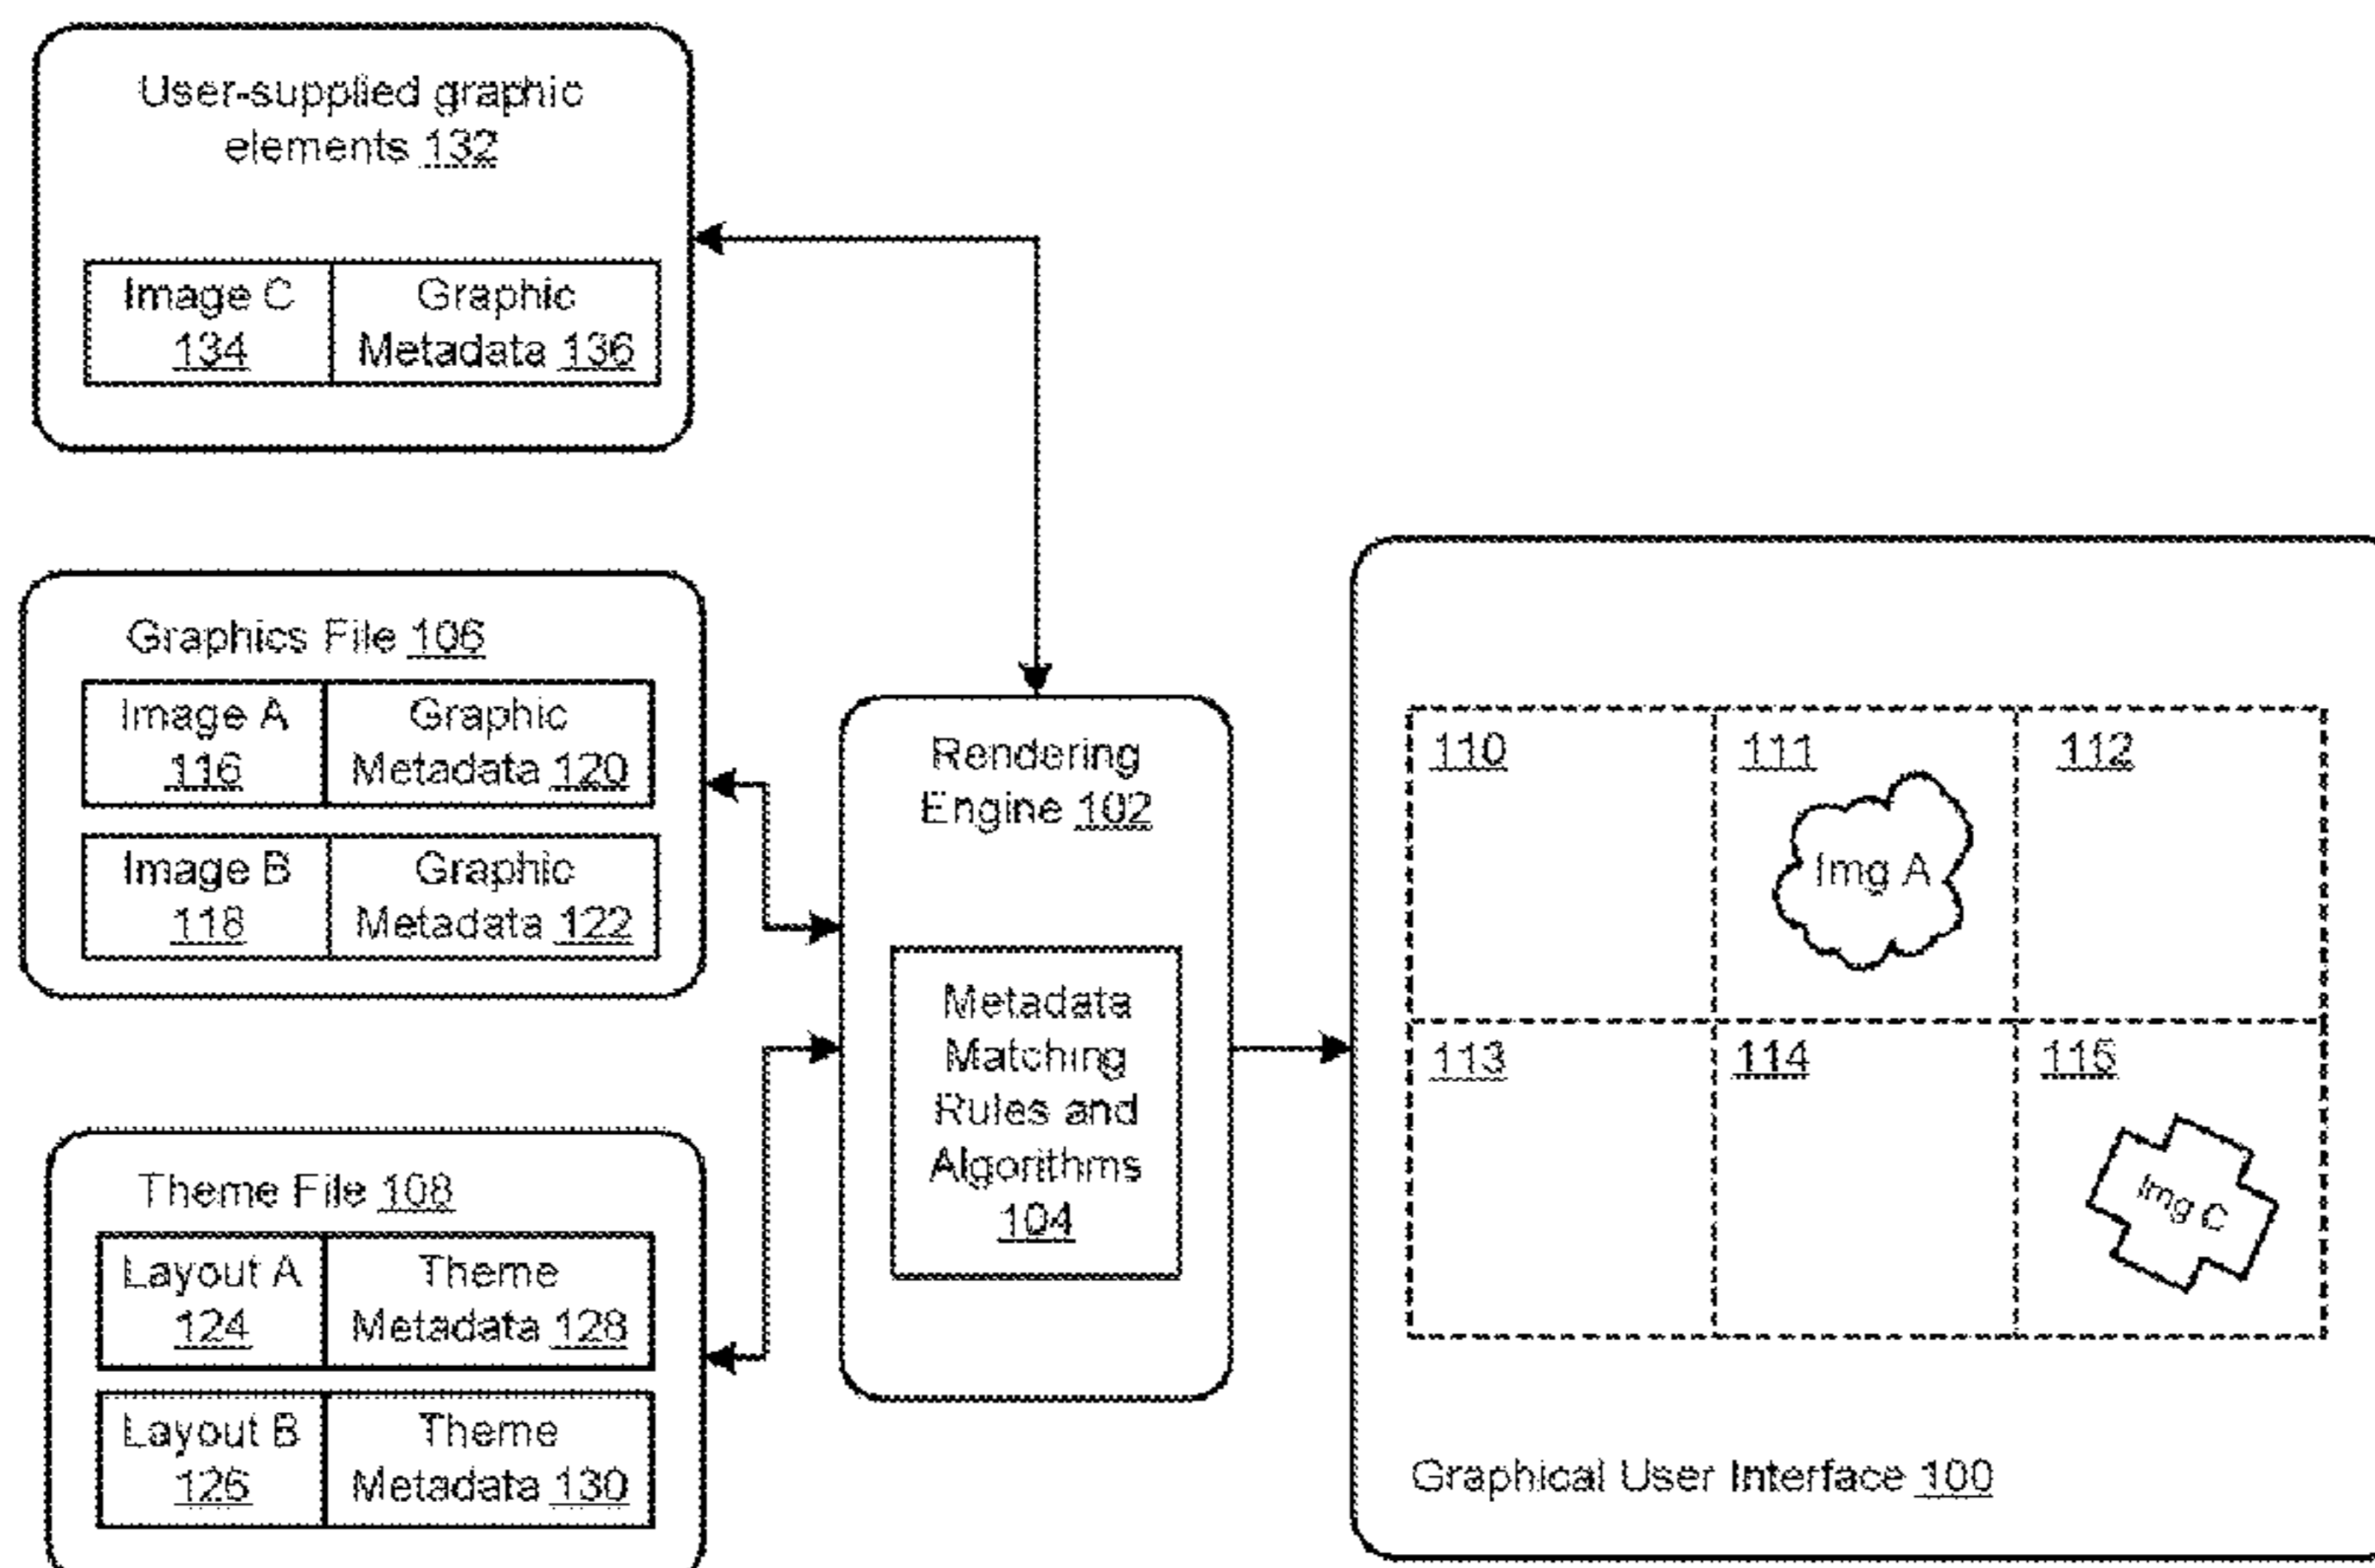 User-supplied graphic
elements 132
Image C
134
Graphic
Metadata 136
Graphics File 106
Image A
116
Graphic
Metadata 120
Image B
118
Graphic
Metadata 122
Theme File 108
Layout A
124
Theme
Metadata 128
Layout B
126
Theme
Metadata 130
Rendering
Engine 102
Metadata
Matching
Rules and
Algorithms
104
110
111
112
Img A
113
114
115
Img C
Graphical User Interface 100